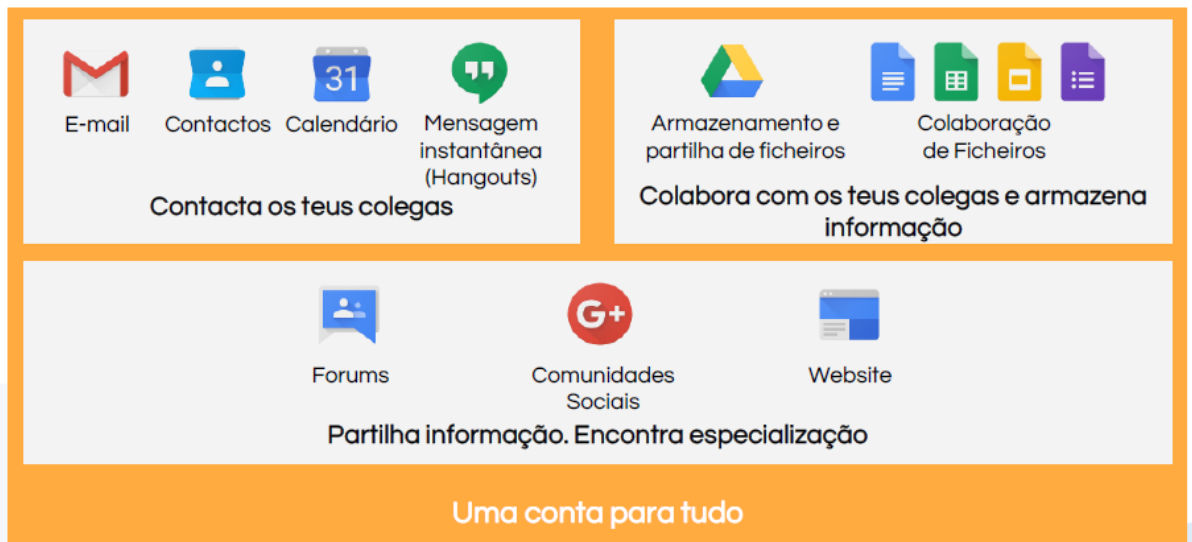 31
E-mail
Contactos
Calendário
Mensagem
instantânea
(Hangouts)
Contacta os teus colegas
Armazenamento e
partilha de ficheiros
Colaboração
de Ficheiros
Colabora com os teus colegas e armazena
informação
G+
Forums
Comunidades
Sociais
Website
Partilha informação. Encontra especialização
Uma conta para tudo